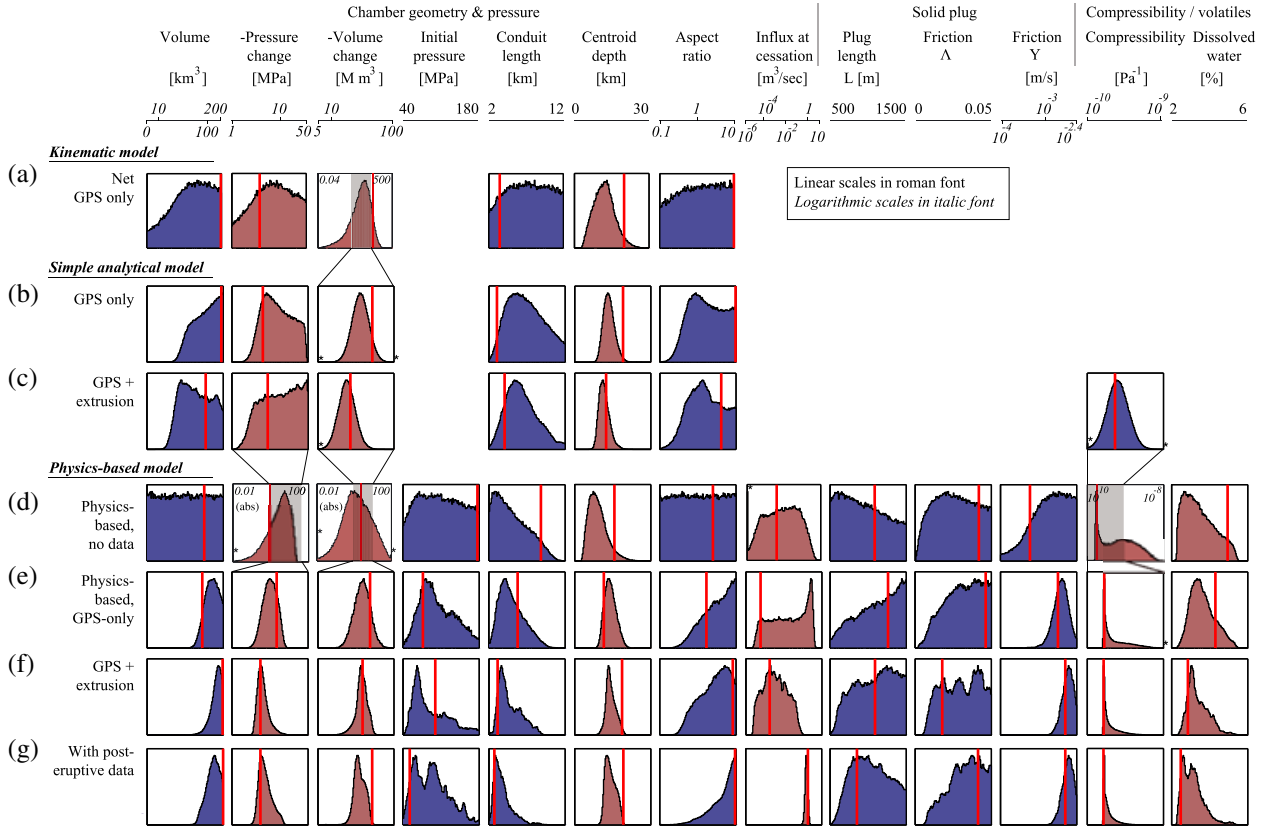 Chamber geometry & pressure Solid plug Compressibility / volatiles
Volume -Pressure change -Volume change Initial pressure Conduit length Centroid depth Aspect ratio Influx at cessation Plug length Friction Λ Friction Υ Compressibility Dissolved water
[km³] [MPa] [M m³] [MPa] [km] [km] [m³/sec] L [m] [m/s] [Pa⁻¹] [%]
10 200 10 10 40 180 2 12 0 30 1 10⁻⁴ 1 500 1500 0 0.05 10⁻³ 10⁻¹⁰ 10⁻⁹ 2 6
0 100 1 50 5 100 0.1 10 10⁻⁶ 10⁻² 10 10⁻⁴ 10⁻²·⁴
Kinematic model
(a) Net GPS only
0.04 500
Linear scales in roman font
Logarithmic scales in italic font
Simple analytical model
(b) GPS only
* *
(c) GPS + extrusion
* * *
Physics-based model
(d) Physics-based, no data
0.01 100 0.01 100 * 10⁻⁸
(abs) (abs)
* * *
(e) Physics-based, GPS-only
*
(f) GPS + extrusion
(g) With post-eruptive data